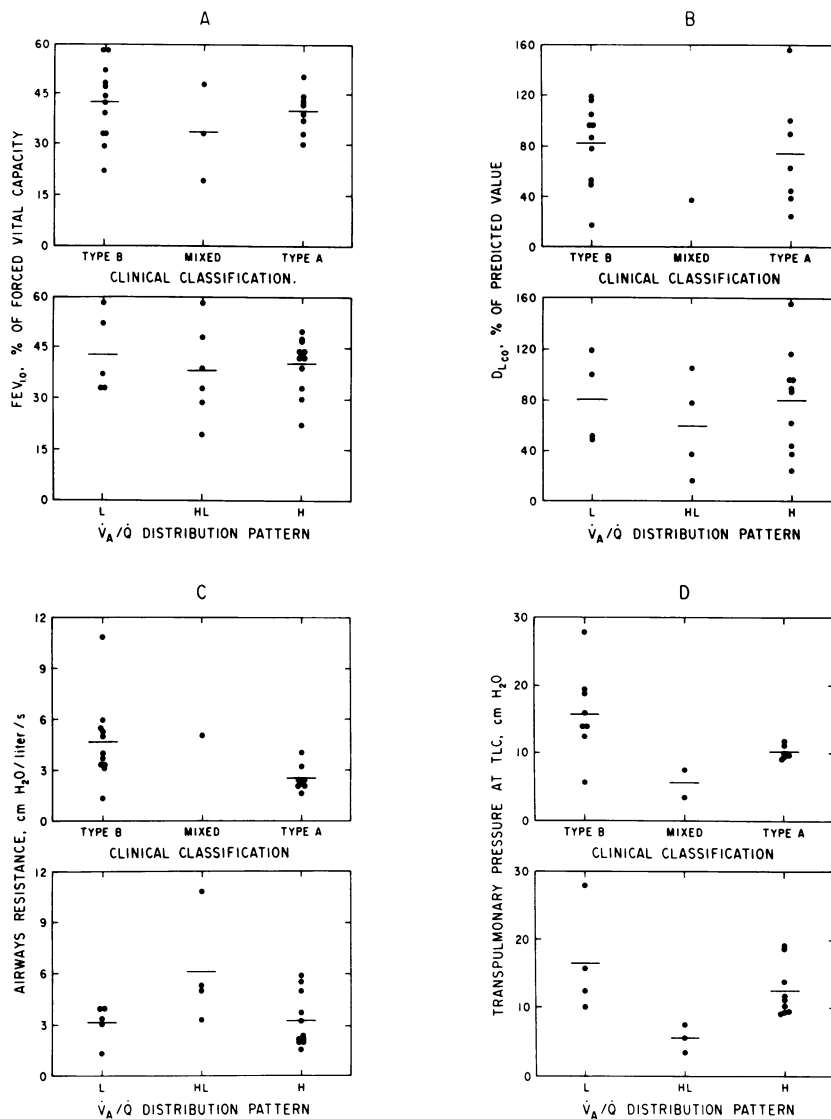 A
60
45
30
15
0
TYPE B MIXED TYPE A
CLINICAL CLASSIFICATION.
60
45
30
15
0
L HL H
V̇A/Q̇ DISTRIBUTION PATTERN
FEV1.0, % OF FORCED VITAL CAPACITY
B
160
120
80
40
0
TYPE B MIXED TYPE A
CLINICAL CLASSIFICATION
160
120
80
40
0
L HL H
V̇A/Q̇ DISTRIBUTION PATTERN
DLCO, % OF PREDICTED VALUE
C
12
9
6
3
0
TYPE B MIXED TYPE A
CLINICAL CLASSIFICATION
12
9
6
3
0
L HL H
V̇A/Q̇ DISTRIBUTION PATTERN
AIRWAYS RESISTANCE, cm H2O/liter/s
D
30
20
10
0
TYPE B MIXED TYPE A
CLINICAL CLASSIFICATION
30
20
10
0
L HL H
V̇A/Q̇ DISTRIBUTION PATTERN
TRANSPULMONARY PRESSURE AT TLC, cm H2O